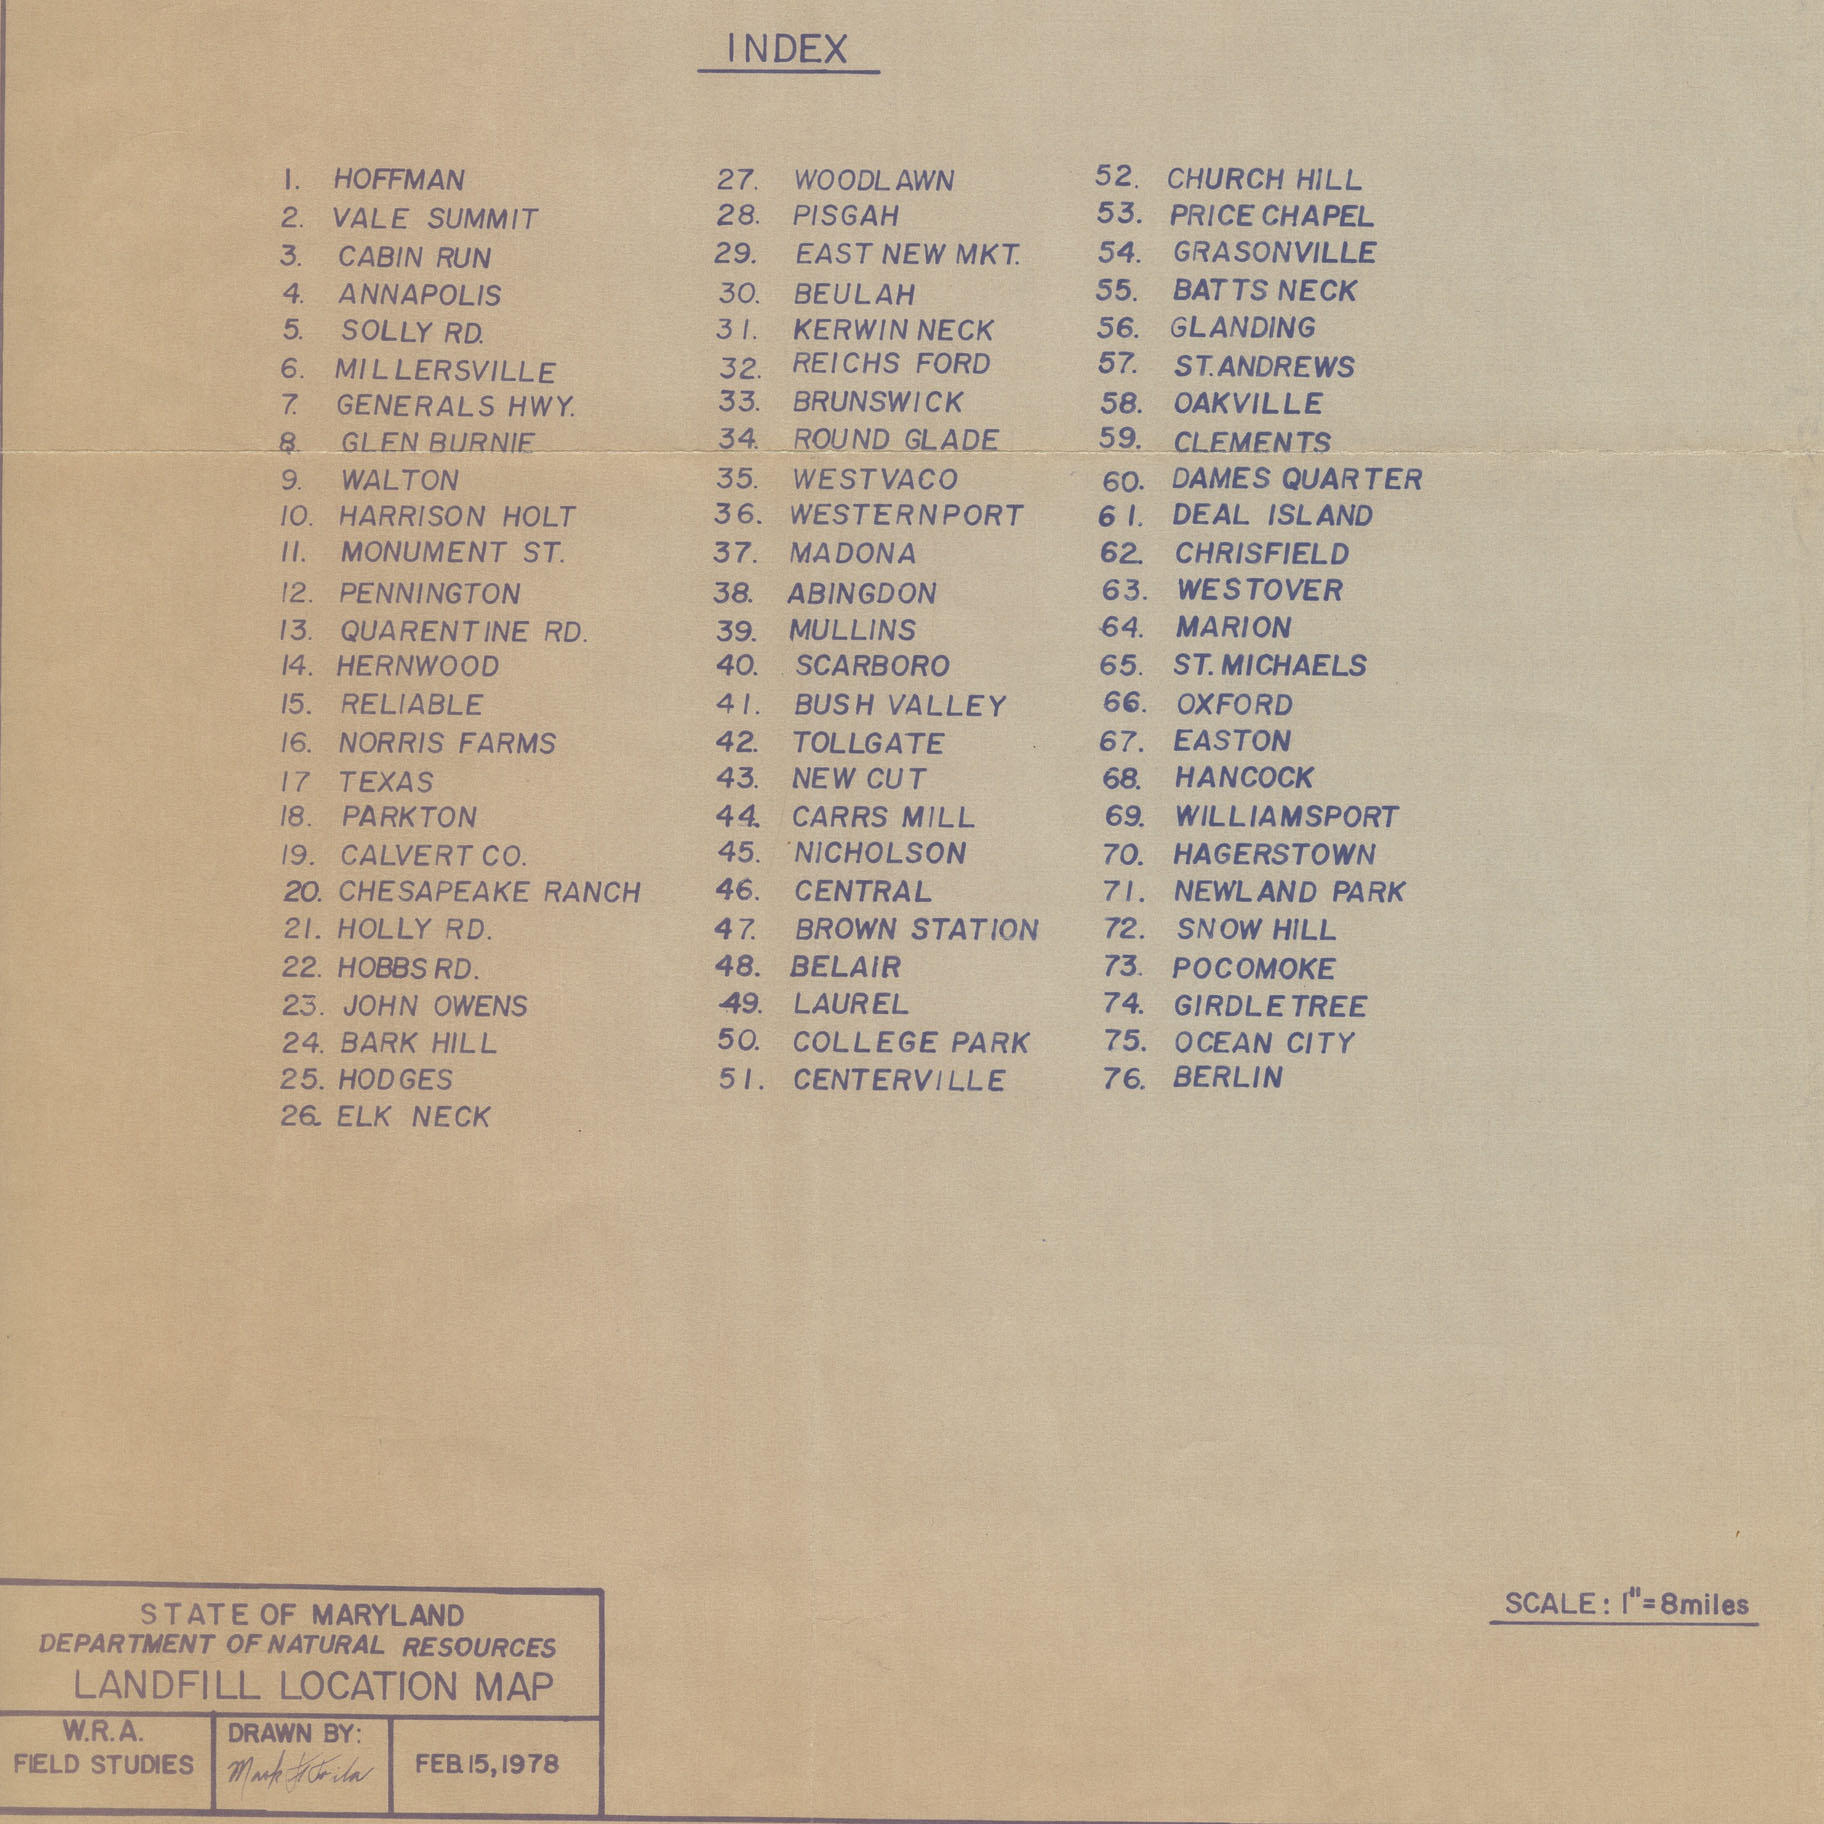 INDEX
1. HOFFMAN
2. VALE SUMMIT
3. CABIN RUN
4. ANNAPOLIS
5. SOLLY RD.
6. MILLERSVILLE
7. GENERALS HWY.
8. GLEN BURNIE
9. WALTON
10. HARRISON HOLT
11. MONUMENT ST.
12. PENNINGTON
13. QUARENTINE RD.
14. HERNWOOD
15. RELIABLE
16. NORRIS FARMS
17 TEXAS
18. PARKTON
19. CALVERT CO.
20. CHESAPEAKE RANCH
21. HOLLY RD.
22. HOBBS RD.
23. JOHN OWENS
24. BARK HILL
25. HODGES
26. ELK NECK
27. WOODLAWN
28. PISGAH
29. EAST NEW MKT.
30. BEULAH
31. KERWIN NECK
32. REICHS FORD
33. BRUNSWICK
34. ROUND GLADE
35. WESTVACO
36. WESTERNPORT
37. MADONA
38. ABINGDON
39. MULLINS
40. SCARBORO
41. BUSH VALLEY
42. TOLLGATE
43. NEW CUT
44. CARRS MILL
45. NICHOLSON
46. CENTRAL
47. BROWN STATION
48. BELAIR
49. LAUREL
50. COLLEGE PARK
51. CENTERVILLE
52. CHURCH HILL
53. PRICE CHAPEL
54. GRASONVILLE
55. BATTS NECK
56. GLANDING
57. ST. ANDREWS
58. OAKVILLE
59. CLEMENTS
60. DAMES QUARTER
61. DEAL ISLAND
62. CHRISFIELD
63. WESTOVER
64. MARION
65. ST. MICHAELS
66. OXFORD
67. EASTON
68. HANCOCK
69. WILLIAMSPORT
70. HAGERSTOWN
71. NEWLAND PARK
72. SNOW HILL
73. POCOMOKE
74. GIRDLETREE
75. OCEAN CITY
76. BERLIN
SCALE: 1"=8miles
STATE OF MARYLAND
DEPARTMENT OF NATURAL RESOURCES
LANDFILL LOCATION MAP
W.R.A.
FIELD STUDIES
DRAWN BY:
Mark
FEB. 15, 1978